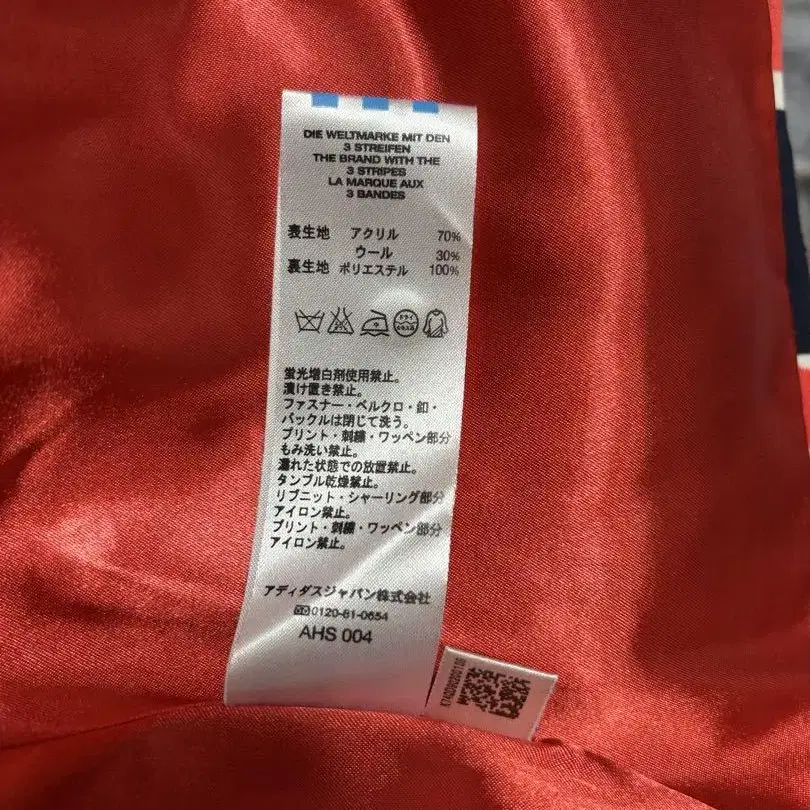 DIE WELTMARKE MIT DEN
3 STREIFEN
THE BRAND WITH THE
3 STRIPES
LA MARQUE AUX
3 BANDES
表生地 アクリル 70%
ウール 30%
裏生地 ポリエステル 100%
ドライ
蛍光増白剤使用禁止。
漬け置き禁止。
ファスナー・ベルクロ・釦・
バックルは閉じて洗う。
プリント・刺繍・ワッペン部分
もみ洗い禁止。
濡れた状態での放置禁止。
タンブル乾燥禁止。
リブニット・シャーリング部分
アイロン禁止。
プリント・刺繍・ワッペン部分
アイロン禁止。
アディダスジャパン株式会社
0120-81-0654
AHS 004